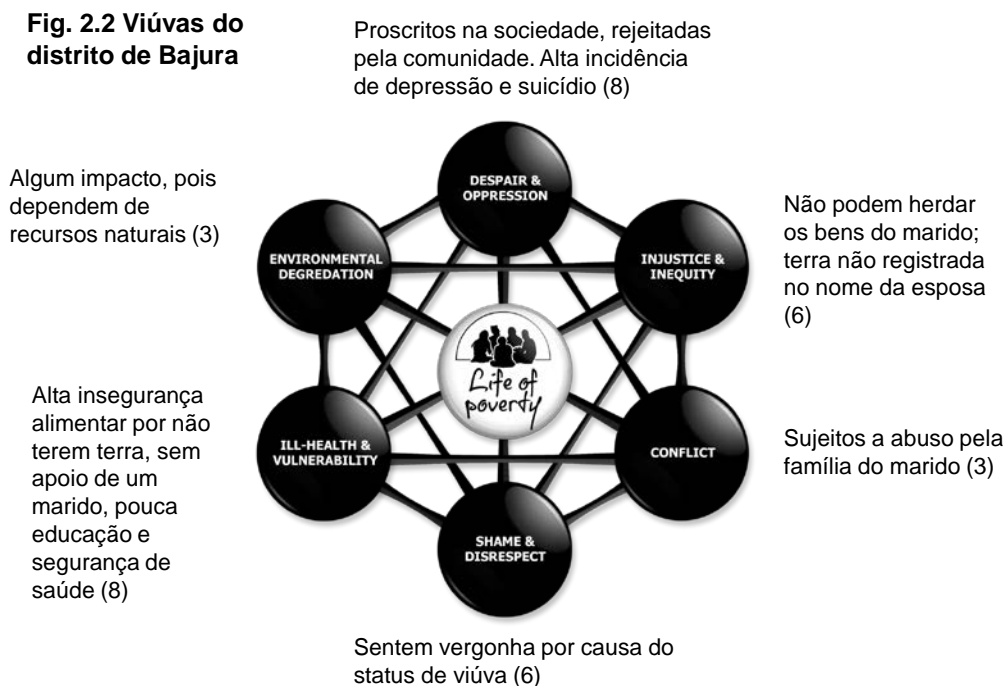 Fig. 2.2 Viúvas do
distrito de Bajura
Proscritos na sociedade, rejeitadas
pela comunidade. Alta incidência
de depressão e suicídio (8)
Algum impacto, pois
dependem de
recursos naturais (3)
DESPAIR &
OPPRESSION
ENVIRONMENTAL
DEGREDATION
INJUSTICE &
INEQUITY
Não podem herdar
os bens do marido;
terra não registrada
no nome da esposa
(6)
Life of
poverty
Alta insegurança
alimentar por não
terem terra, sem
apoio de um
marido, pouca
educação e
segurança de
saúde (8)
ILL-HEALTH &
VULNERABILITY
CONFLICT
Sujeitos a abuso pela
família do marido (3)
SHAME &
DISRESPECT
Sentem vergonha por causa do
status de viúva (6)